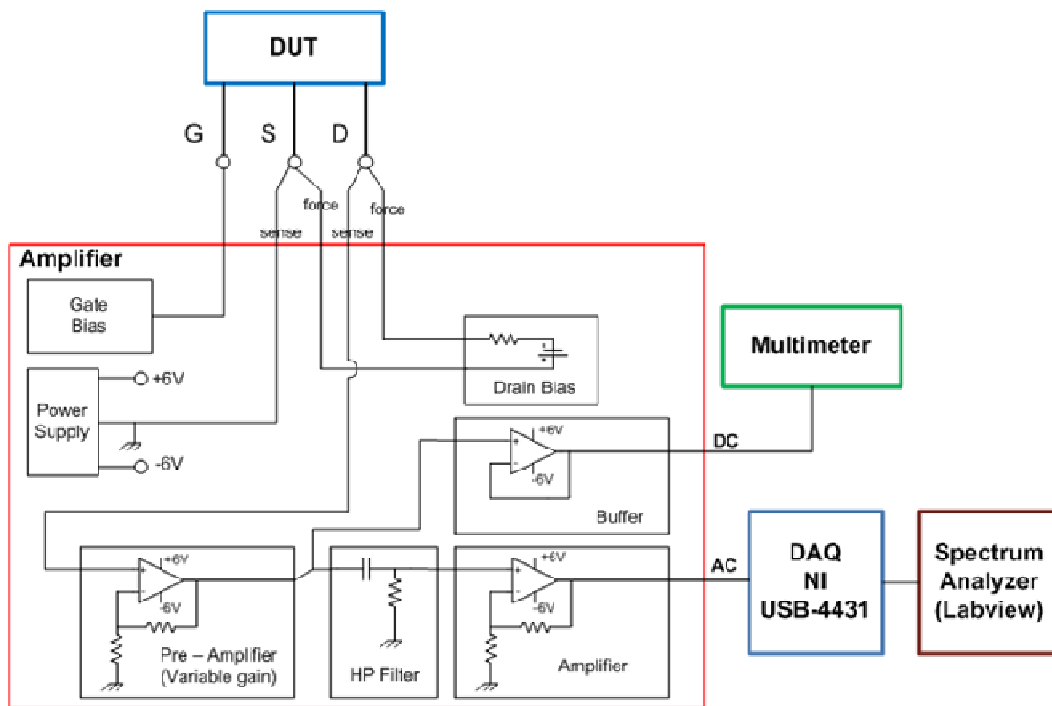 DUT
G
S
D
force
force
sense
sense
Amplifier
Gate
Bias
Power
Supply
+6V
-6V
Drain Bias
Multimeter
+
-
+6V
-6V
Buffer
DC
+
-
+6V
-6V
Pre – Amplifier
(Variable gain)
HP Filter
+
-
+6V
-6V
Amplifier
AC
DAQ
NI
USB-4431
Spectrum
Analyzer
(Labview)